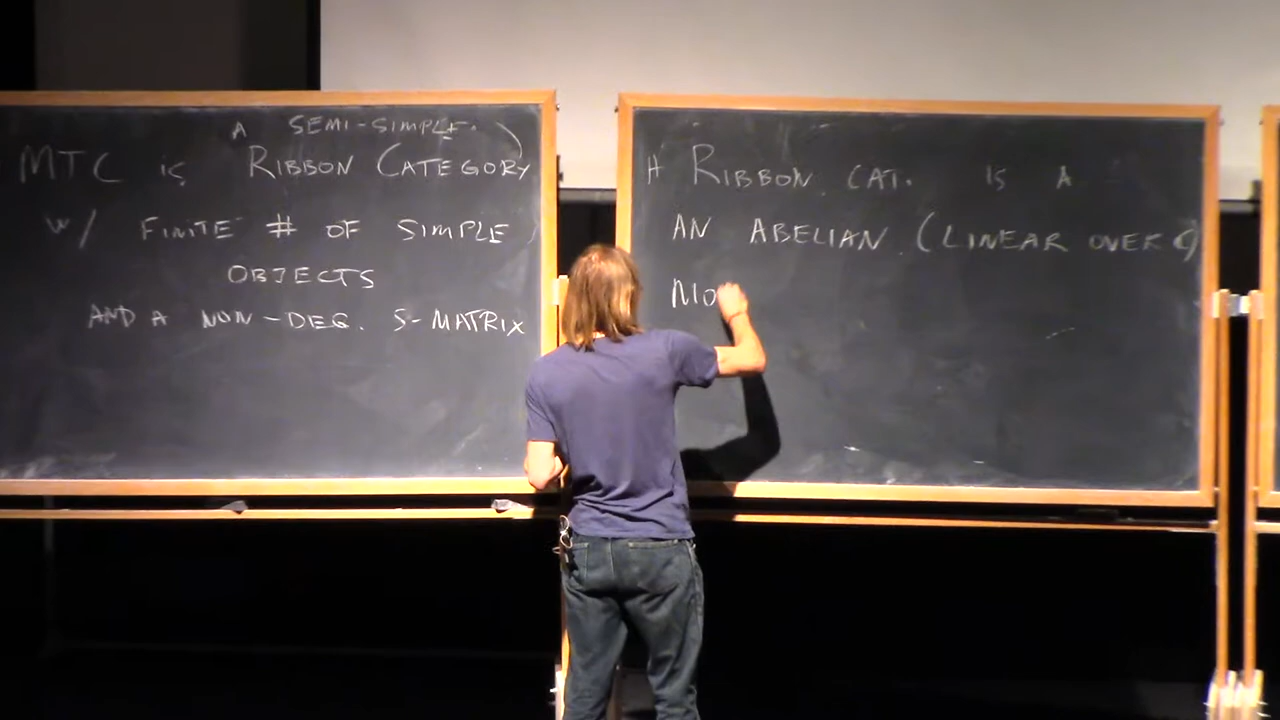 A SEMI-SIMPLE
MTC is RIBBON CATEGORY
W/ FINITE # OF SIMPLE
OBJECTS
AND A NON-DEG. S-MATRIX
A RIBBON CAT. IS A
AN ABELIAN (LINEAR OVER C)
MO